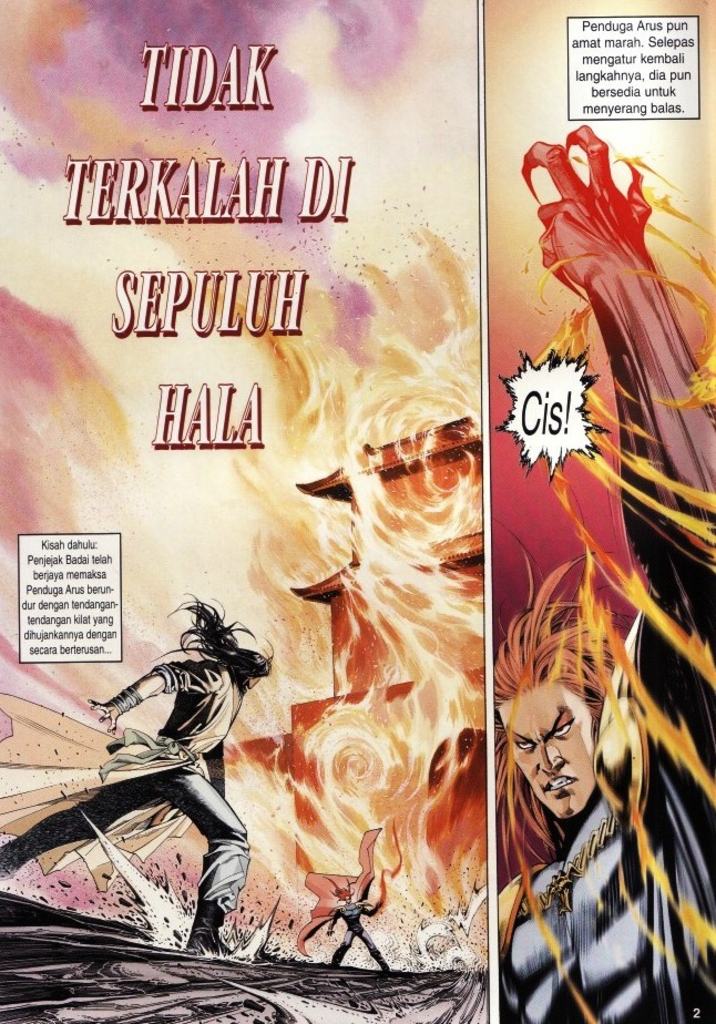 TIDAK
TERKALAH DI
SEPULUH
HALA
Kisah dahulu:
Penjejak Badai telah
berjaya memaksa
Penduga Arus berun-
dur dengan tendangan-
tendangan kilat yang
dihujankannya dengan
secara berterusan...
Penduga Arus pun
amat marah. Selepas
mengatur kembali
langkahnya, dia pun
bersedia untuk
menyerang balas.
Cis!
2